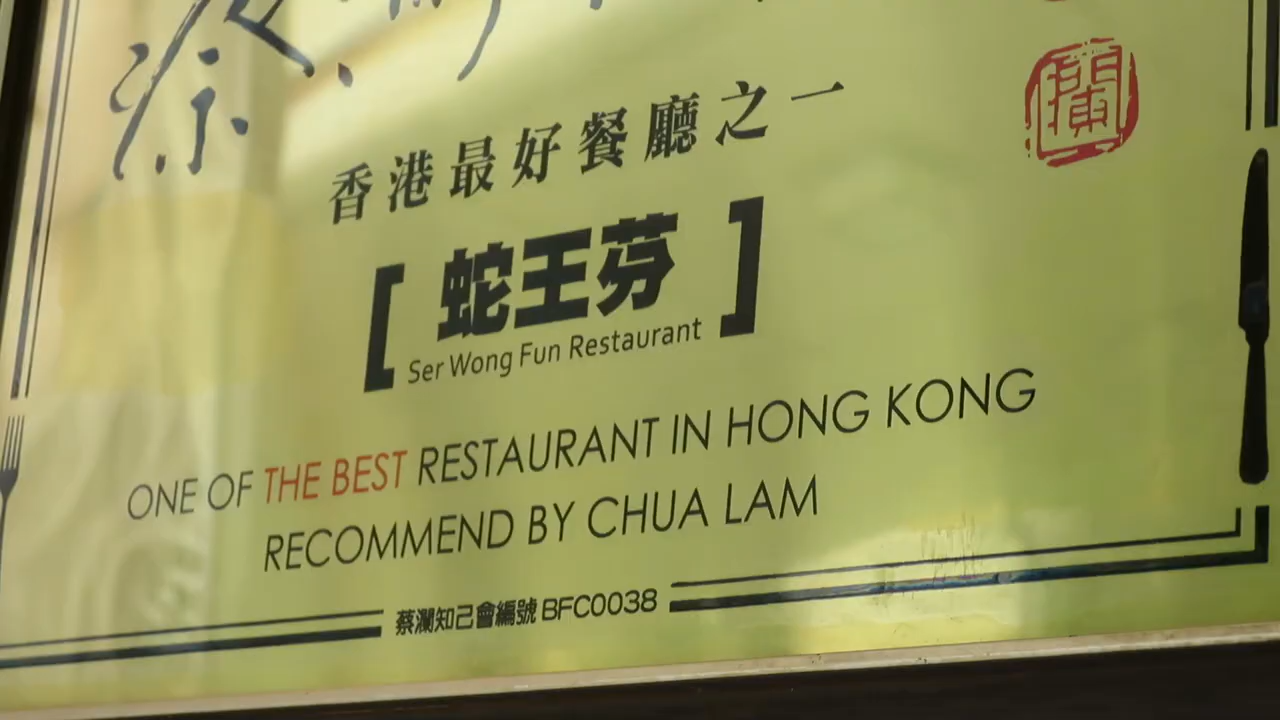 香港最好餐廳之一
[ 蛇王芬 ]
Ser Wong Fun Restaurant
ONE OF THE BEST RESTAURANT IN HONG KONG
RECOMMEND BY CHUA LAM
蔡瀾知己會編號 BFC0038